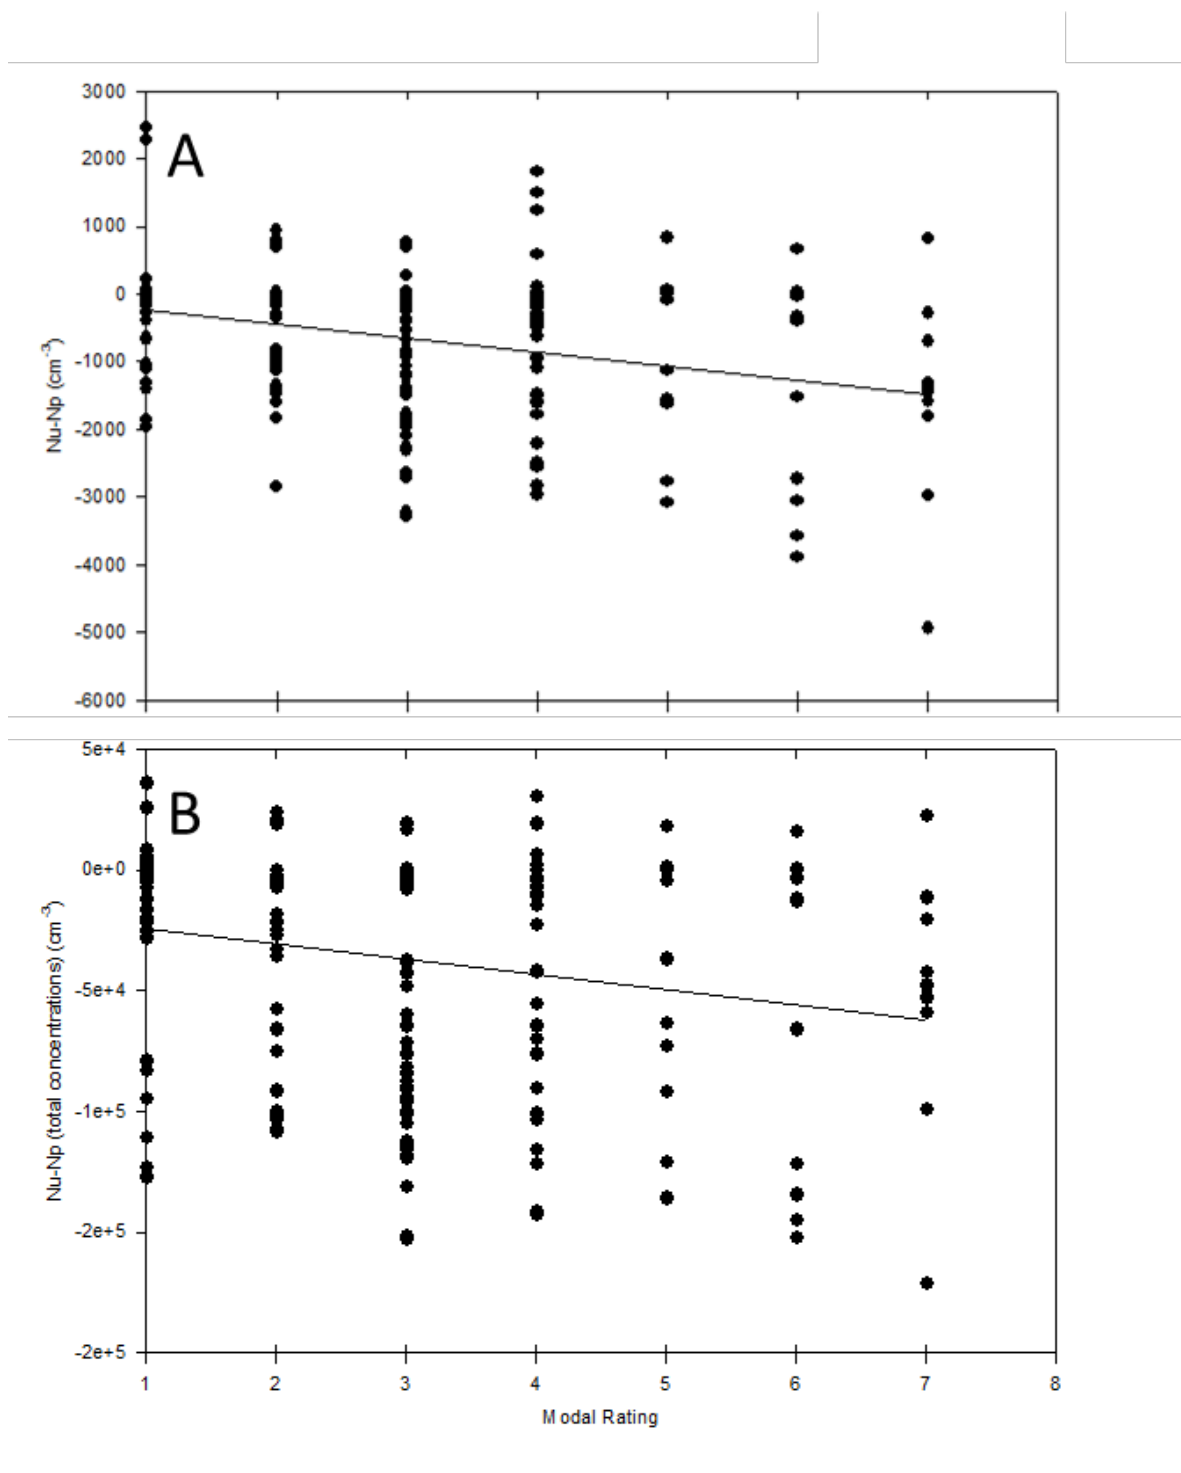 A
3000
2000
1000
0
-1000
-2000
-3000
-4000
-5000
-6000
Nu-Np (cm⁻³)
B
5e+4
0e+0
-5e+4
-1e+5
-2e+5
-2e+5
Nu-Np (total concentrations) (cm⁻³)
1 2 3 4 5 6 7 8
Modal Rating